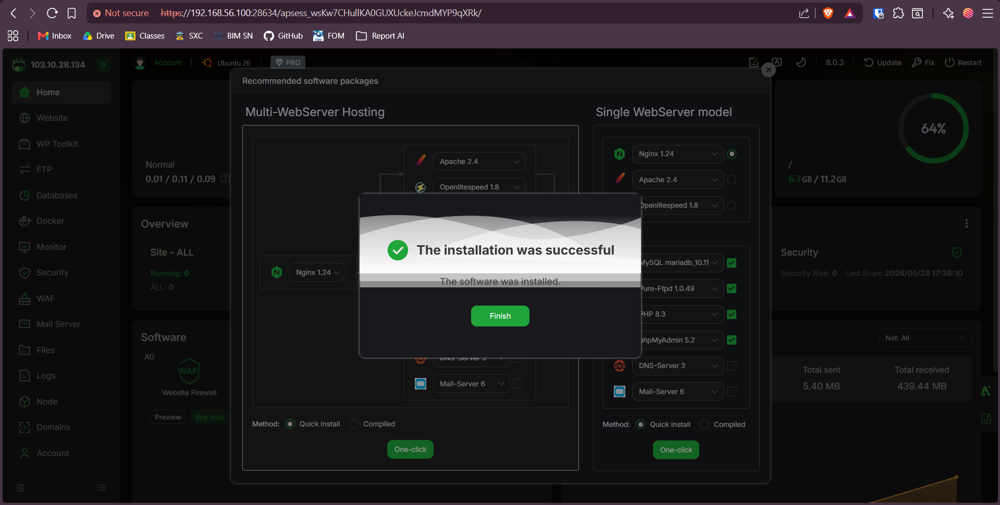 Not secure https://192.168.56.100:28634/apsess_wsKw7CHullKA0GUXUckeJcmdMYP9qXRk/
Inbox Drive Classes SXC BIM SN GitHub FOM Report AI
103.10.28.134 0
Account Ubuntu 26 PRO 8.0.3 Update Fix Restart
Home
Website
WP Toolkit
FTP
Databases
Docker
Monitor
Security
WAF
Mail Server
Files
Logs
Node
Domains
Account
Normal
0.01 / 0.11 / 0.09
Overview
Site - ALL
Running: 0
ALL: 0
Software
AD
WAF
Website Firewall
Preview Buy now
Recommended software packages
Multi-WebServer Hosting
Apache 2.4
Openlitespeed 1.8
Nginx 1.24
DNS-Server 3
Mail-Server 6
Method: Quick install Compiled
One-click
Single WebServer model
Nginx 1.24
Apache 2.4
Openlitespeed 1.8
MySQL mariadb_10.11
Pure-Ftpd 1.0.49
PHP 8.3
phpMyAdmin 5.2
DNS-Server 3
Mail-Server 6
Method: Quick install Compiled
One-click
The installation was successful
The software was installed.
Finish
64%
/
6.7GB / 11.2GB
Security
Security Risk: 0 Last Scan: 2026/05/28 17:38:10
Net: All
Total sent Total received
5.40 MB 439.44 MB